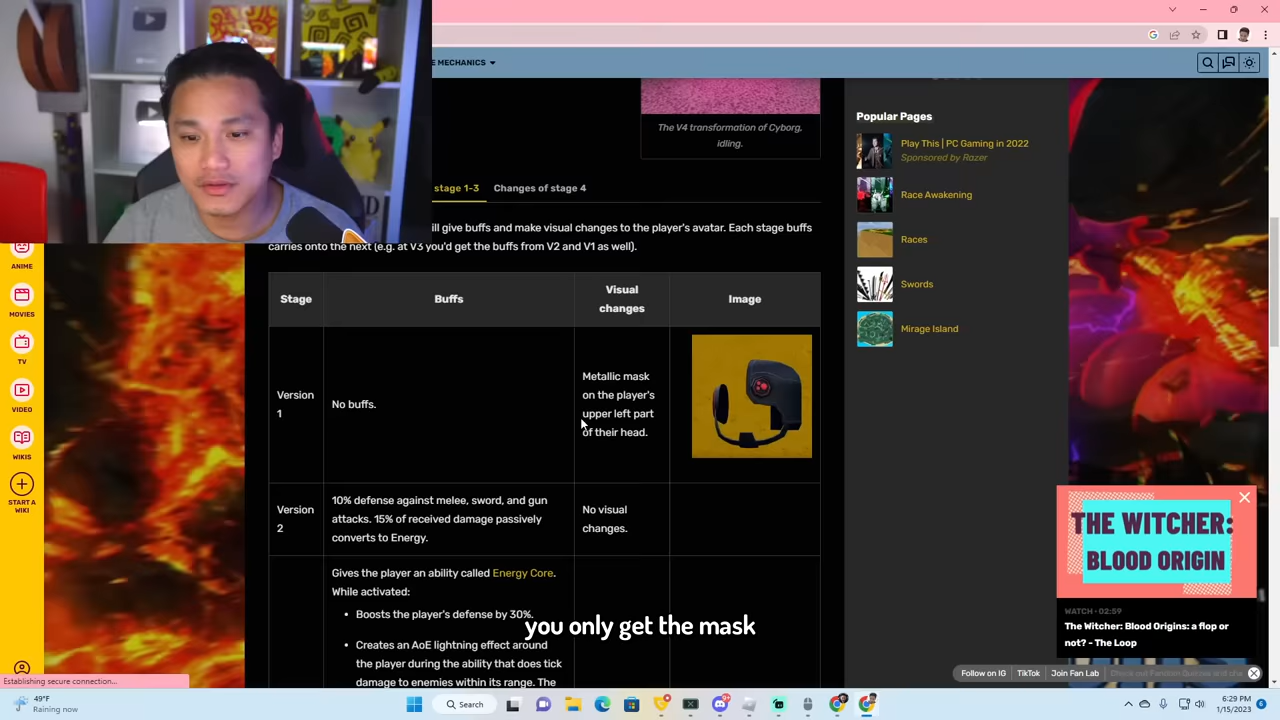 E MECHANICS
The V4 transformation of Cyborg,
idling.
stage 1-3
Changes of stage 4
ill give buffs and make visual changes to the player's avatar. Each stage buffs
carries onto the next (e.g. at V3 you'd get the buffs from V2 and V1 as well).
Stage
Buffs
Visual
changes
Image
Version
1
No buffs.
Metallic mask
on the player's
upper left part
of their head.
Version
2
10% defense against melee, sword, and gun
attacks. 15% of received damage passively
converts to Energy.
No visual
changes.
Gives the player an ability called Energy Core.
While activated:
• Boosts the player's defense by 30%.
• Creates an AoE lightning effect around
the player during the ability that does tick
damage to enemies within its range. The
you only get the mask
Popular Pages
Play This | PC Gaming in 2022
Sponsored by Razer
Race Awakening
Races
Swords
Mirage Island
THE WITCHER:
BLOOD ORIGIN
WATCH • 02:59
The Witcher: Blood Origins: a flop or
not? - The Loop
Follow on IG
TikTok
Join Fan Lab
ANIME
MOVIES
TV
VIDEO
WIKIS
START A
WIKI
Establishing secure connection...
49°F
Raining now
Search
6:29 PM
1/15/2023